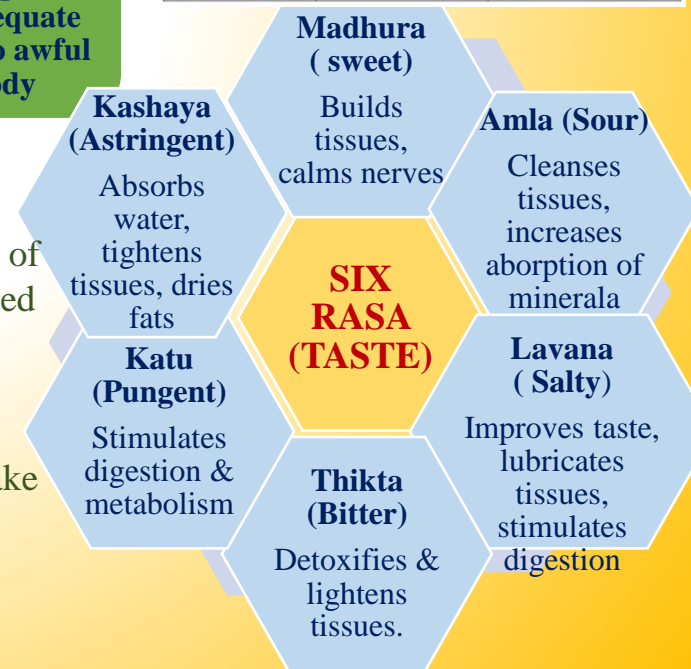 equate
o awful
ody
of
ed
ake
SIX
RASA
(TASTE)
Madhura
( sweet)
Builds
tissues,
calms nerves
Amla (Sour)
Cleanses
tissues,
increases
aborption of
minerala
Lavana
( Salty)
Improves taste,
lubricates
tissues,
stimulates
digestion
Thikta
(Bitter)
Detoxifies &
lightens
tissues.
Katu
(Pungent)
Stimulates
digestion &
metabolism
Kashaya
(Astringent)
Absorbs
water,
tightens
tissues, dries
fats